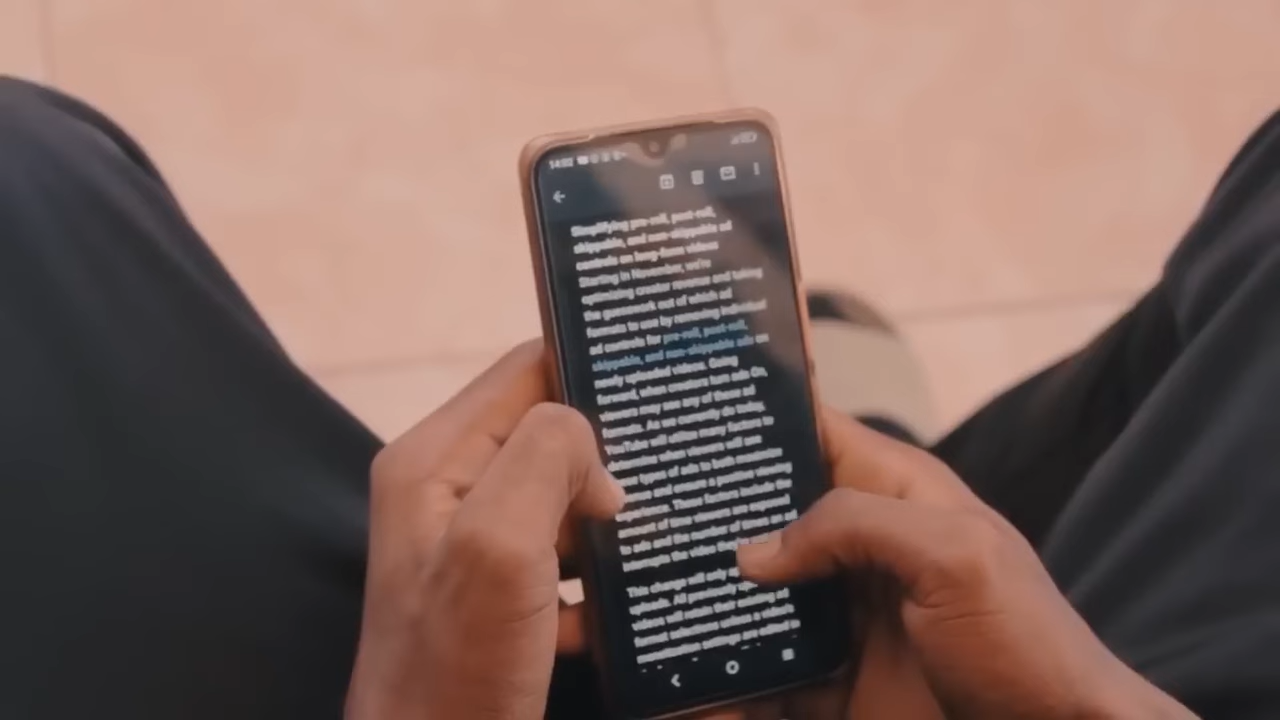 14:02
Simplifying pre-roll, post-roll,
skippable, and non-skippable ad
controls on long-form videos
Starting in November, we're
optimizing creator revenue and taking
the guesswork out of which ad
formats to use by removing individual
ad controls for pre-roll, post-roll,
skippable, and non-skippable ads on
newly uploaded videos. Going
forward, when creators turn ads On,
viewers may see any of these ad
formats. As we currently do today,
YouTube will utilize many factors to
determine when viewers will see
types of ads to both maximize
and ensure a positive viewing
experience. These factors include the
amount of time viewers are exposed
to ads and the number of times an ad
interrupts the video
This change will only
uploads. All previously
videos will retain their existing ad
format selections unless a video's
monetization settings are edited in